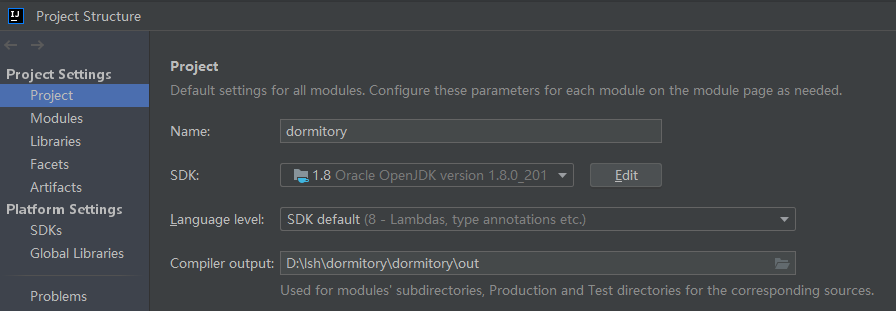 IJ
Project Structure
Project Settings
Project
Modules
Libraries
Facets
Artifacts
Platform Settings
SDKs
Global Libraries
Problems
Project
Default settings for all modules. Configure these parameters for each module on the module page as needed.
Name: dormitory
SDK: 1.8 Oracle OpenJDK version 1.8.0_201 Edit
Language level: SDK default (8 - Lambdas, type annotations etc.)
Compiler output: D:\lsh\dormitory\dormitory\out
Used for modules' subdirectories, Production and Test directories for the corresponding sources.